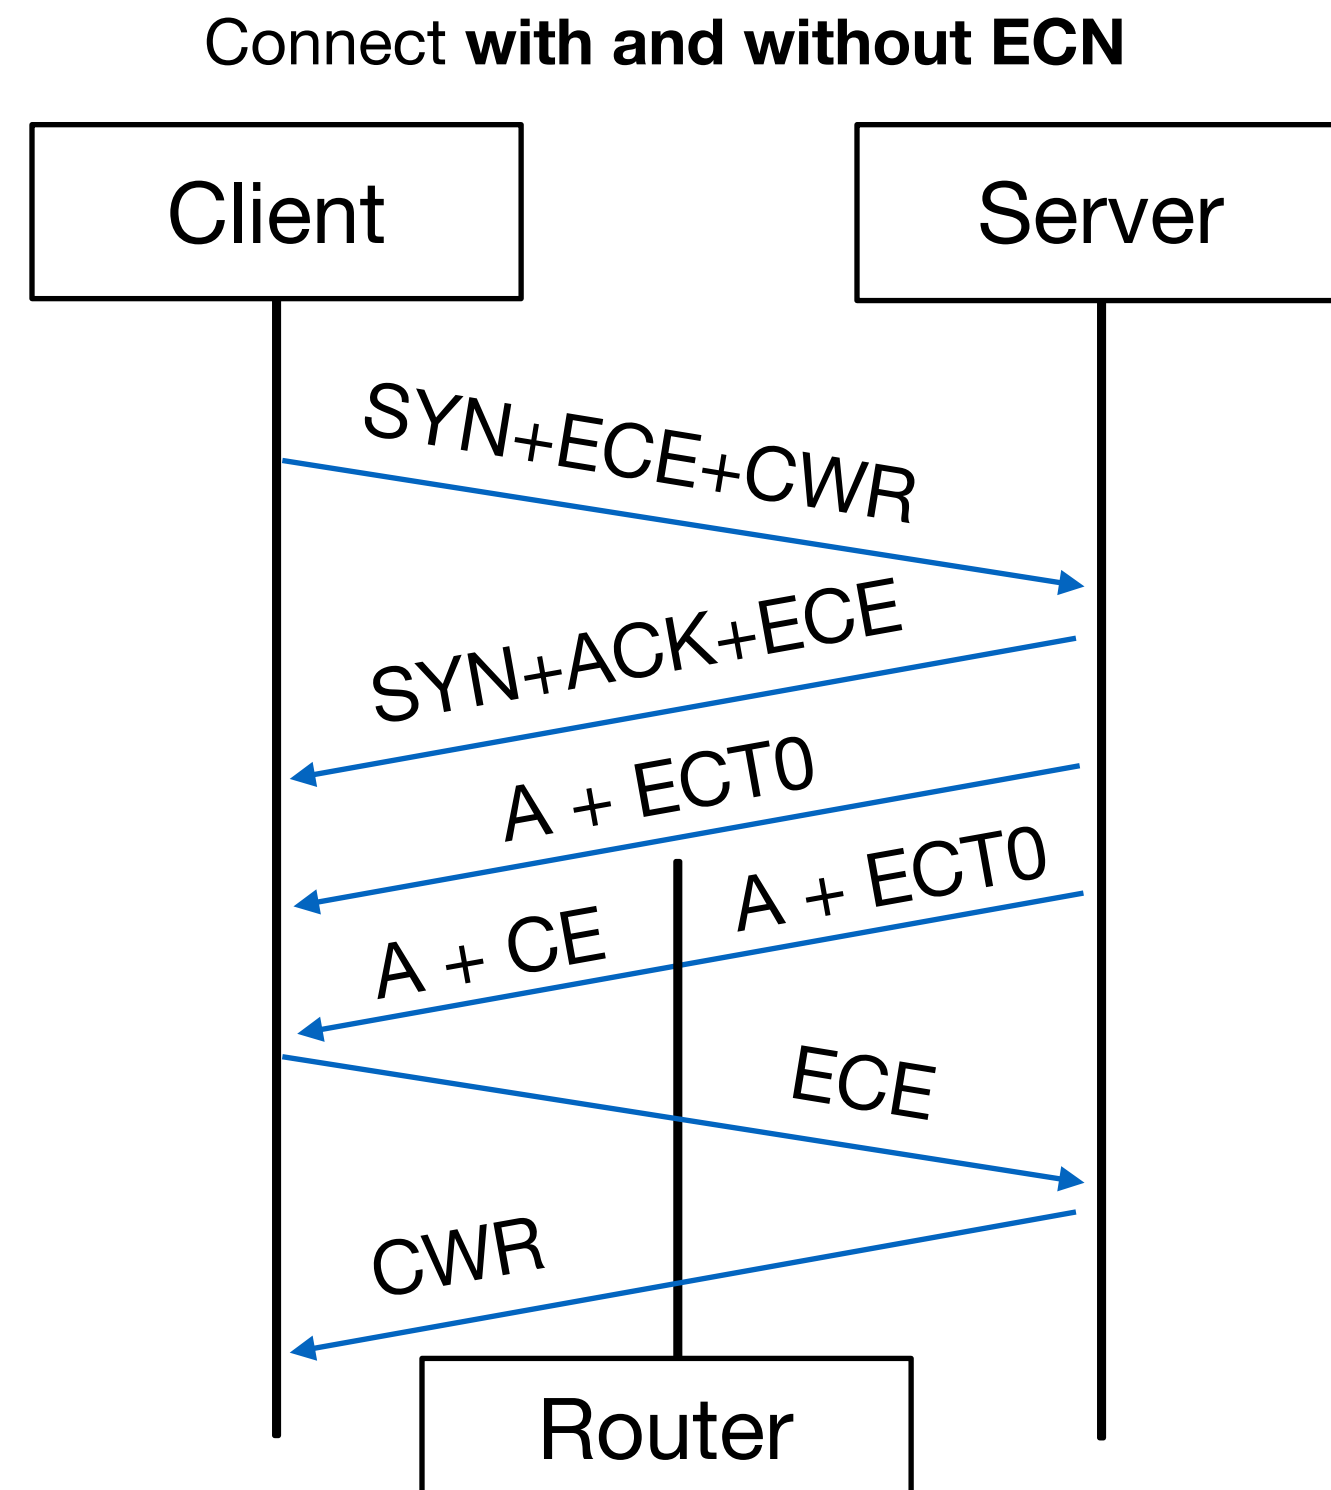 Connect with and without ECN
Client
Server
SYN+ECE+CWR
SYN+ACK+ECE
A + ECT0
A + ECT0
A + CE
ECE
CWR
Router